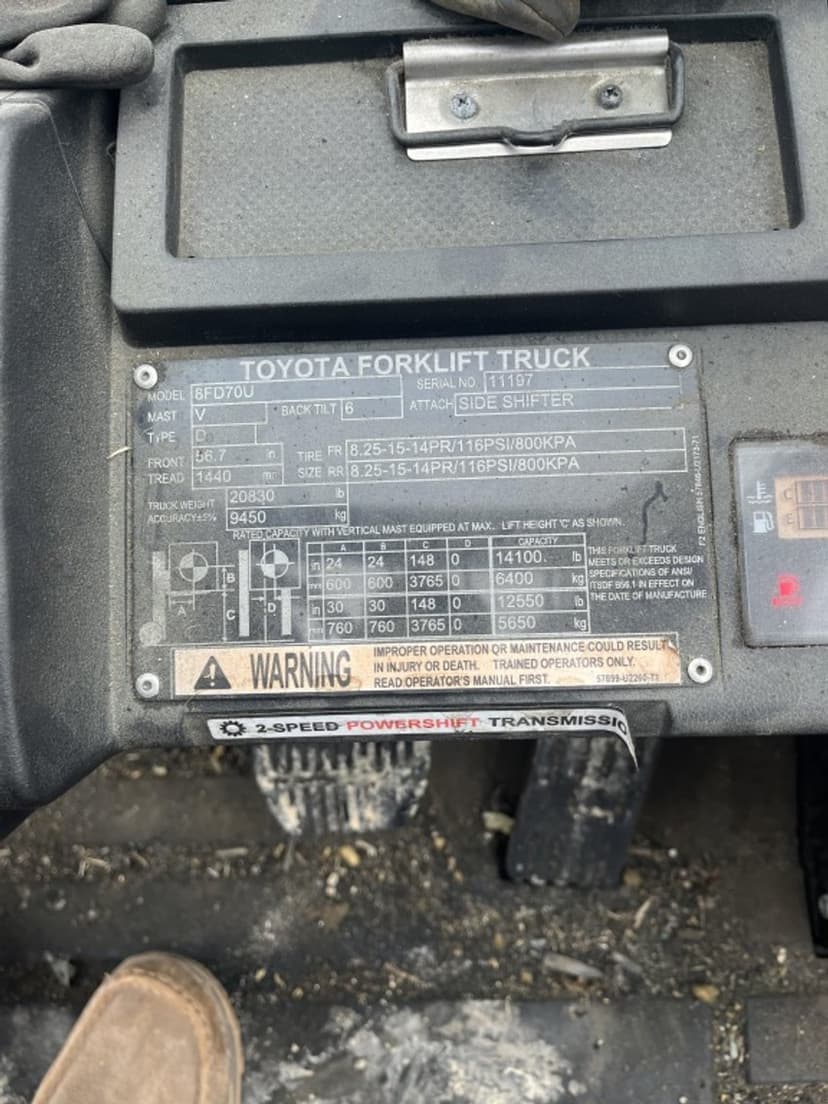 TOYOTA FORKLIFT TRUCK
MODEL 8FD70U SERIAL NO. 11197
MAST V BACK TILT 6 ATTACH SIDE SHIFTER
TYPE D
FRONT TREAD 56.7 in
1440 mm
TIRE SIZE FR 8.25-15-14PR/116PSI/800KPA
RR 8.25-15-14PR/116PSI/800KPA
TRUCK WEIGHT 20830 lb
ACCURACY±5% 9450 kg
RATED CAPACITY WITH VERTICAL MAST EQUIPPED AT MAX. LIFT HEIGHT 'C' AS SHOWN.
A B C D CAPACITY
in 24 24 148 0 14100 lb
mm 600 600 3765 0 6400 kg
in 30 30 148 0 12550 lb
mm 760 760 3765 0 5650 kg
A B C D
THIS FORKLIFT TRUCK
MEETS OR EXCEEDS DESIGN
SPECIFICATIONS OF ANSI
ITSDF B56.1 IN EFFECT ON
THE DATE OF MANUFACTURE
WARNING
IMPROPER OPERATION OR MAINTENANCE COULD RESULT
IN INJURY OR DEATH. TRAINED OPERATORS ONLY.
READ OPERATOR'S MANUAL FIRST.
2-SPEED POWERSHIFT TRANSMISSIO
C
E